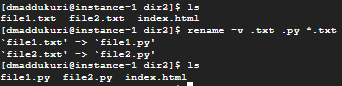 [dmaddukuri@instance-1 dir2]$ ls
file1.txt  file2.txt  index.html
[dmaddukuri@instance-1 dir2]$ rename -v .txt .py *.txt
`file1.txt' -> `file1.py'
`file2.txt' -> `file2.py'
[dmaddukuri@instance-1 dir2]$ ls
file1.py  file2.py  index.html